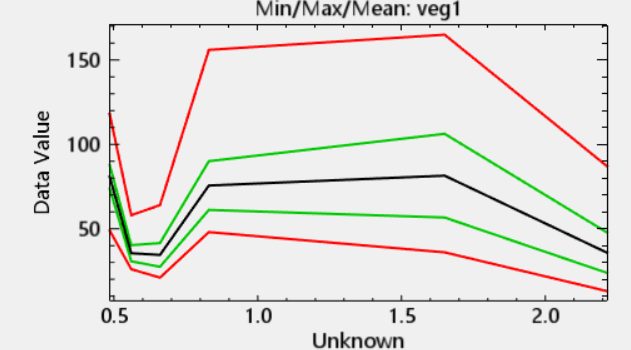 Min/Max/Mean: veg1
150
100
50
Data Value
0.5 1.0 1.5 2.0
Unknown